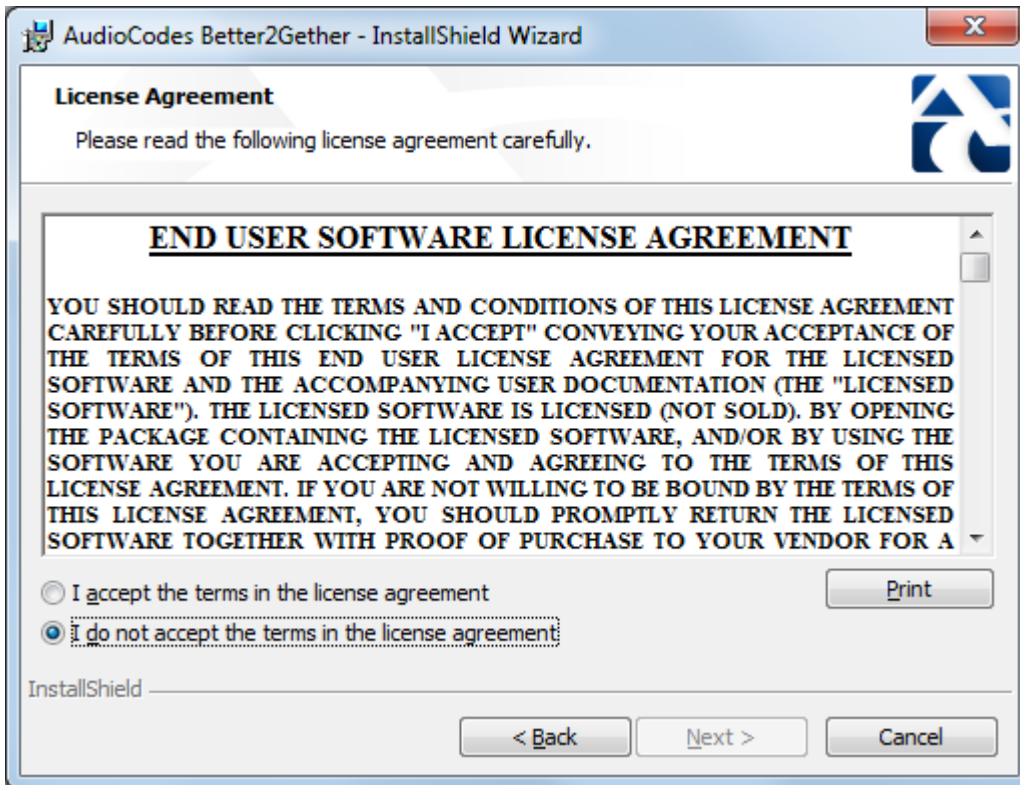 AudioCodes Better2Gether - InstallShield Wizard
License Agreement
Please read the following license agreement carefully.
END USER SOFTWARE LICENSE AGREEMENT
YOU SHOULD READ THE TERMS AND CONDITIONS OF THIS LICENSE AGREEMENT
CAREFULLY BEFORE CLICKING "I ACCEPT" CONVEYING YOUR ACCEPTANCE OF
THE TERMS OF THIS END USER LICENSE AGREEMENT FOR THE LICENSED
SOFTWARE AND THE ACCOMPANYING USER DOCUMENTATION (THE "LICENSED
SOFTWARE"). THE LICENSED SOFTWARE IS LICENSED (NOT SOLD). BY OPENING
THE PACKAGE CONTAINING THE LICENSED SOFTWARE, AND/OR BY USING THE
SOFTWARE YOU ARE ACCEPTING AND AGREEING TO THE TERMS OF THIS
LICENSE AGREEMENT. IF YOU ARE NOT WILLING TO BE BOUND BY THE TERMS OF
THIS LICENSE AGREEMENT, YOU SHOULD PROMPTLY RETURN THE LICENSED
SOFTWARE TOGETHER WITH PROOF OF PURCHASE TO YOUR VENDOR FOR A
I accept the terms in the license agreement
Print
I do not accept the terms in the license agreement
InstallShield
< Back
Next >
Cancel